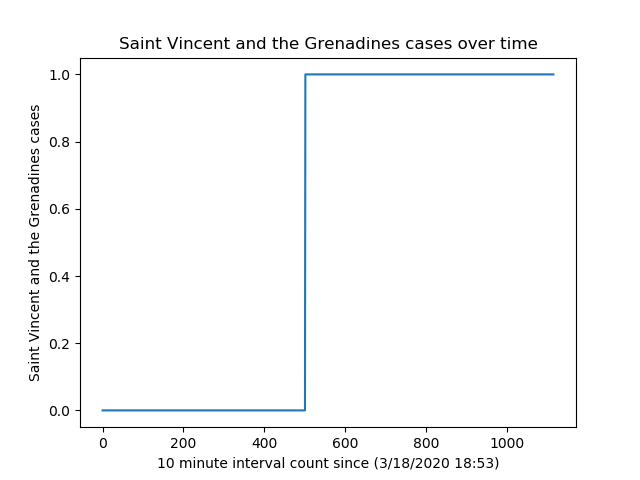 Saint Vincent and the Grenadines cases over time
Saint Vincent and the Grenadines cases
1.0
0.8
0.6
0.4
0.2
0.0
0 200 400 600 800 1000
10 minute interval count since (3/18/2020 18:53)